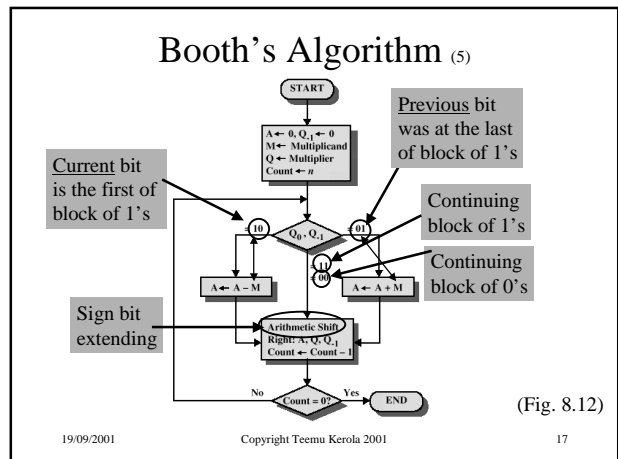 Booth's Algorithm (5)
START
A← 0, Q-1 ← 0
M← Multiplicand
Q← Multiplier
Count ← n
Previous bit
was at the last
of block of 1's
Current bit
is the first of
block of 1's
Continuing
block of 1's
= 10
Q0, Q-1
= 01
= 11
= 00
Continuing
block of 0's
A← A – M
A← A + M
Sign bit
extending
Arithmetic Shift
Right: A, Q, Q-1
Count ← Count – 1
No
Count = 0?
Yes
END
(Fig. 8.12)
19/09/2001
Copyright Teemu Kerola 2001
17